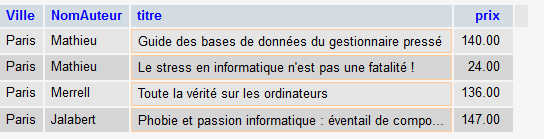 Ville NomAuteur titre prix
Paris Mathieu Guide des bases de données du gestionnaire pressé 140.00
Paris Mathieu Le stress en informatique n'est pas une fatalité ! 24.00
Paris Merrell Toute la vérité sur les ordinateurs 136.00
Paris Jalabert Phobie et passion informatique : éventail de compo... 147.00